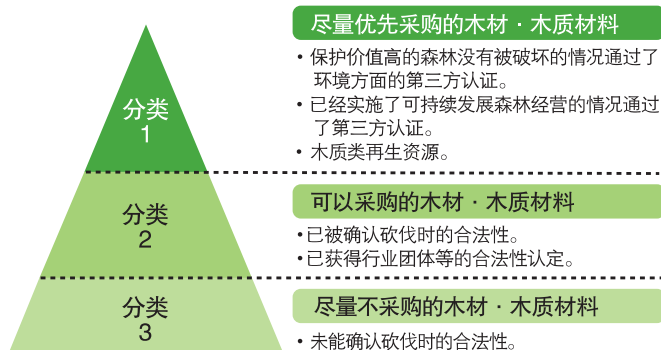 分类
1
尽量优先采购的木材・木质材料
・保护价值高的森林没有被破坏的情况通过了
环境方面的第三方认证。
・已经实施了可持续发展森林经营的情况通过
了第三方认证。
・木质类再生资源。
分类
2
可以采购的木材・木质材料
・已被确认砍伐时的合法性。
・已获得行业团体等的合法性认定。
分类
3
尽量不采购的木材・木质材料
・未能确认砍伐时的合法性。